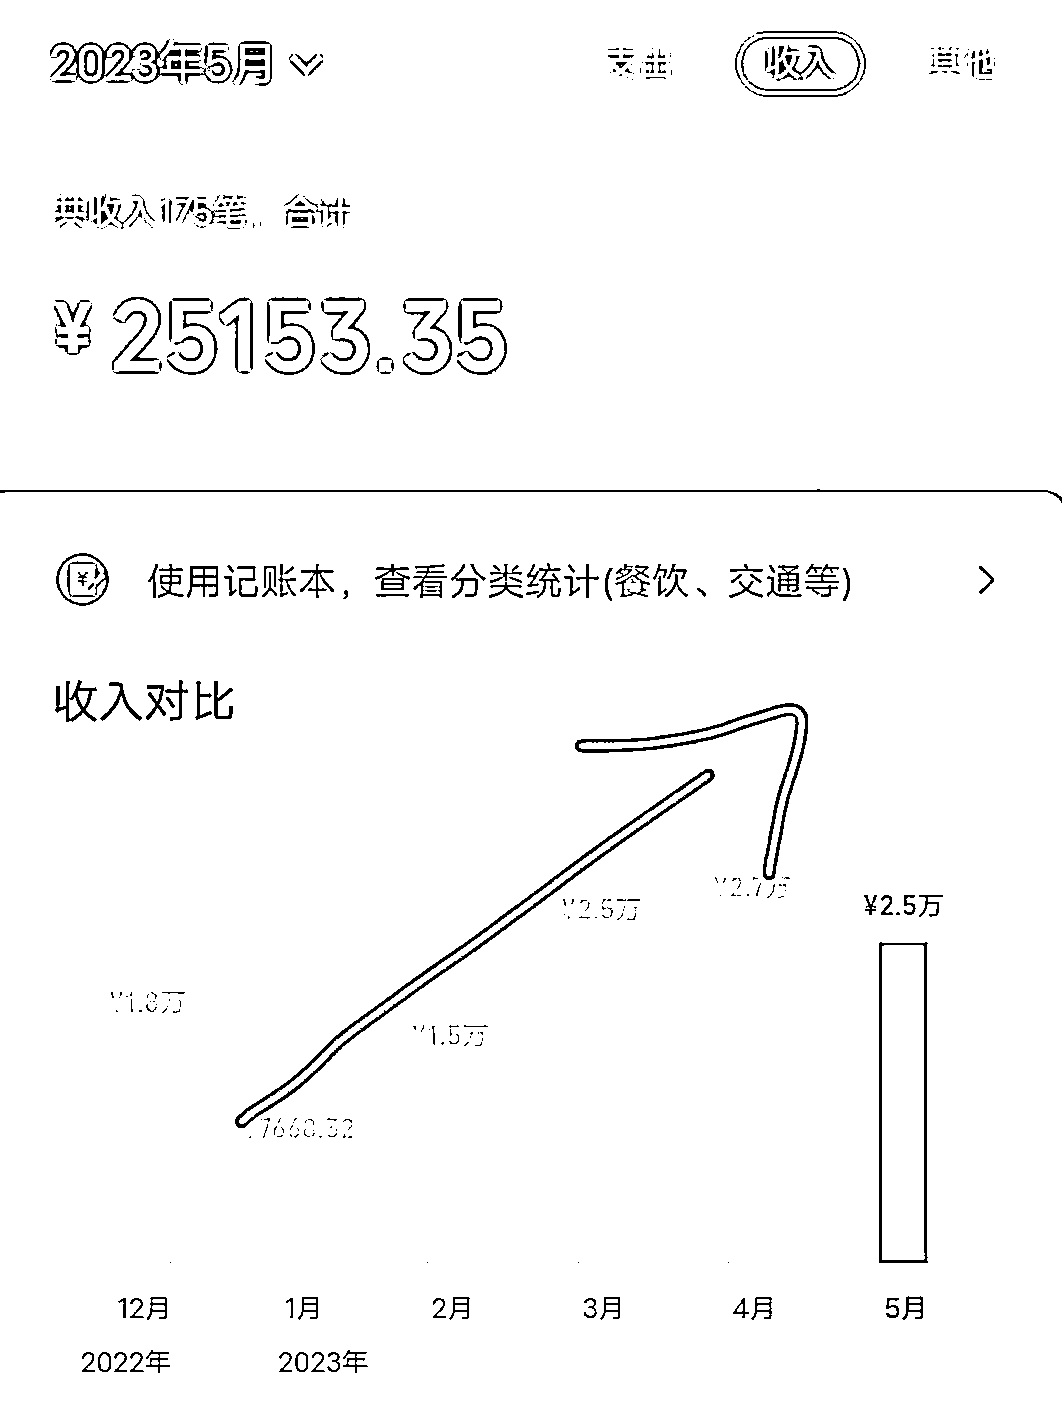 2023年5月 支出 收入 其他
共收入175笔，合计
¥25153.35
使用记账本，查看分类统计(餐饮、交通等)
收入对比
¥2.7万
¥2.5万
¥2.5万
¥1.8万
¥1.5万
7660.32
12月 1月 2月 3月 4月 5月
2022年 2023年